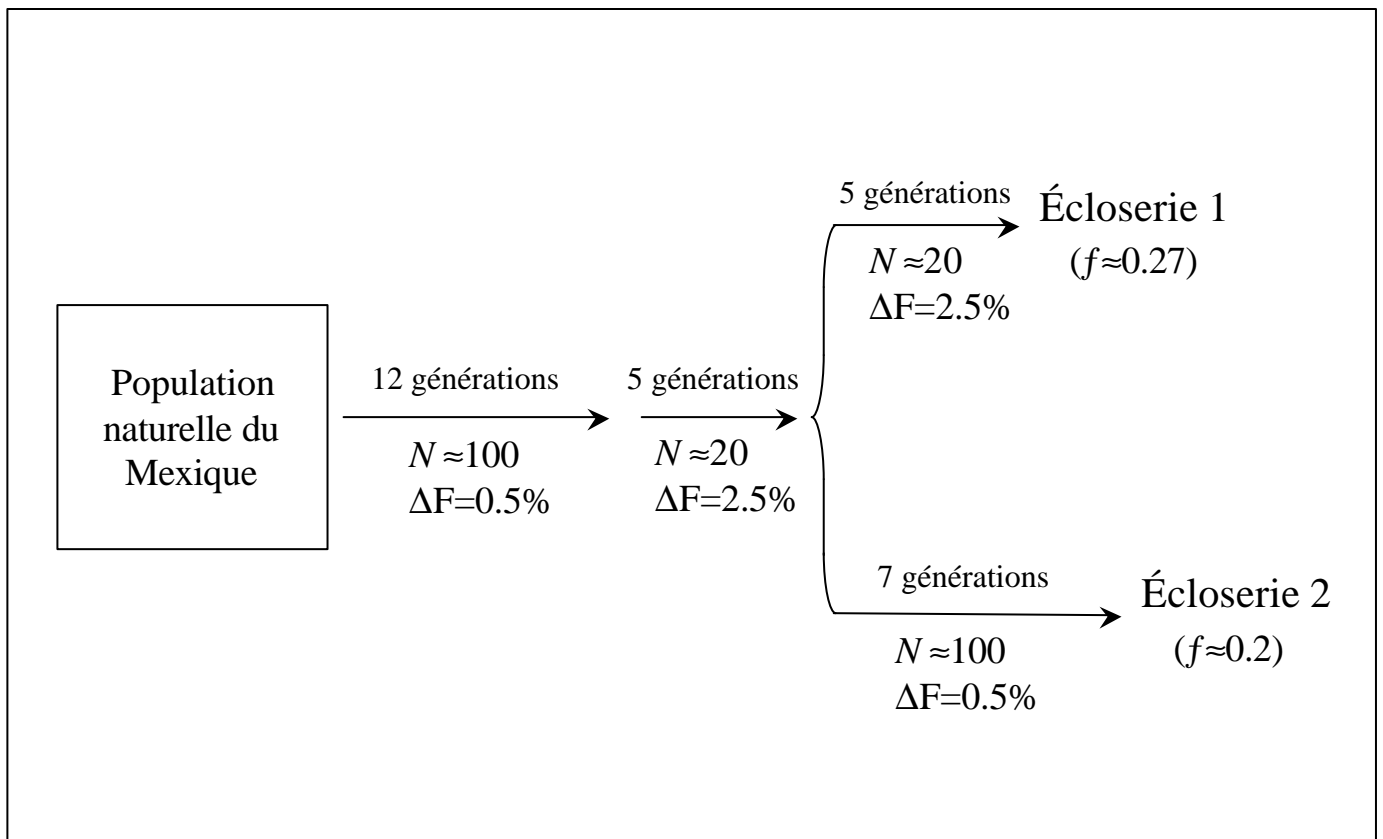 Population
naturelle du
Mexique
12 générations
N ≈100
ΔF=0.5%
5 générations
N ≈20
ΔF=2.5%
5 générations
N ≈20
ΔF=2.5%
Écloserie 1
(f≈0.27)
7 générations
N ≈100
ΔF=0.5%
Écloserie 2
(f≈0.2)